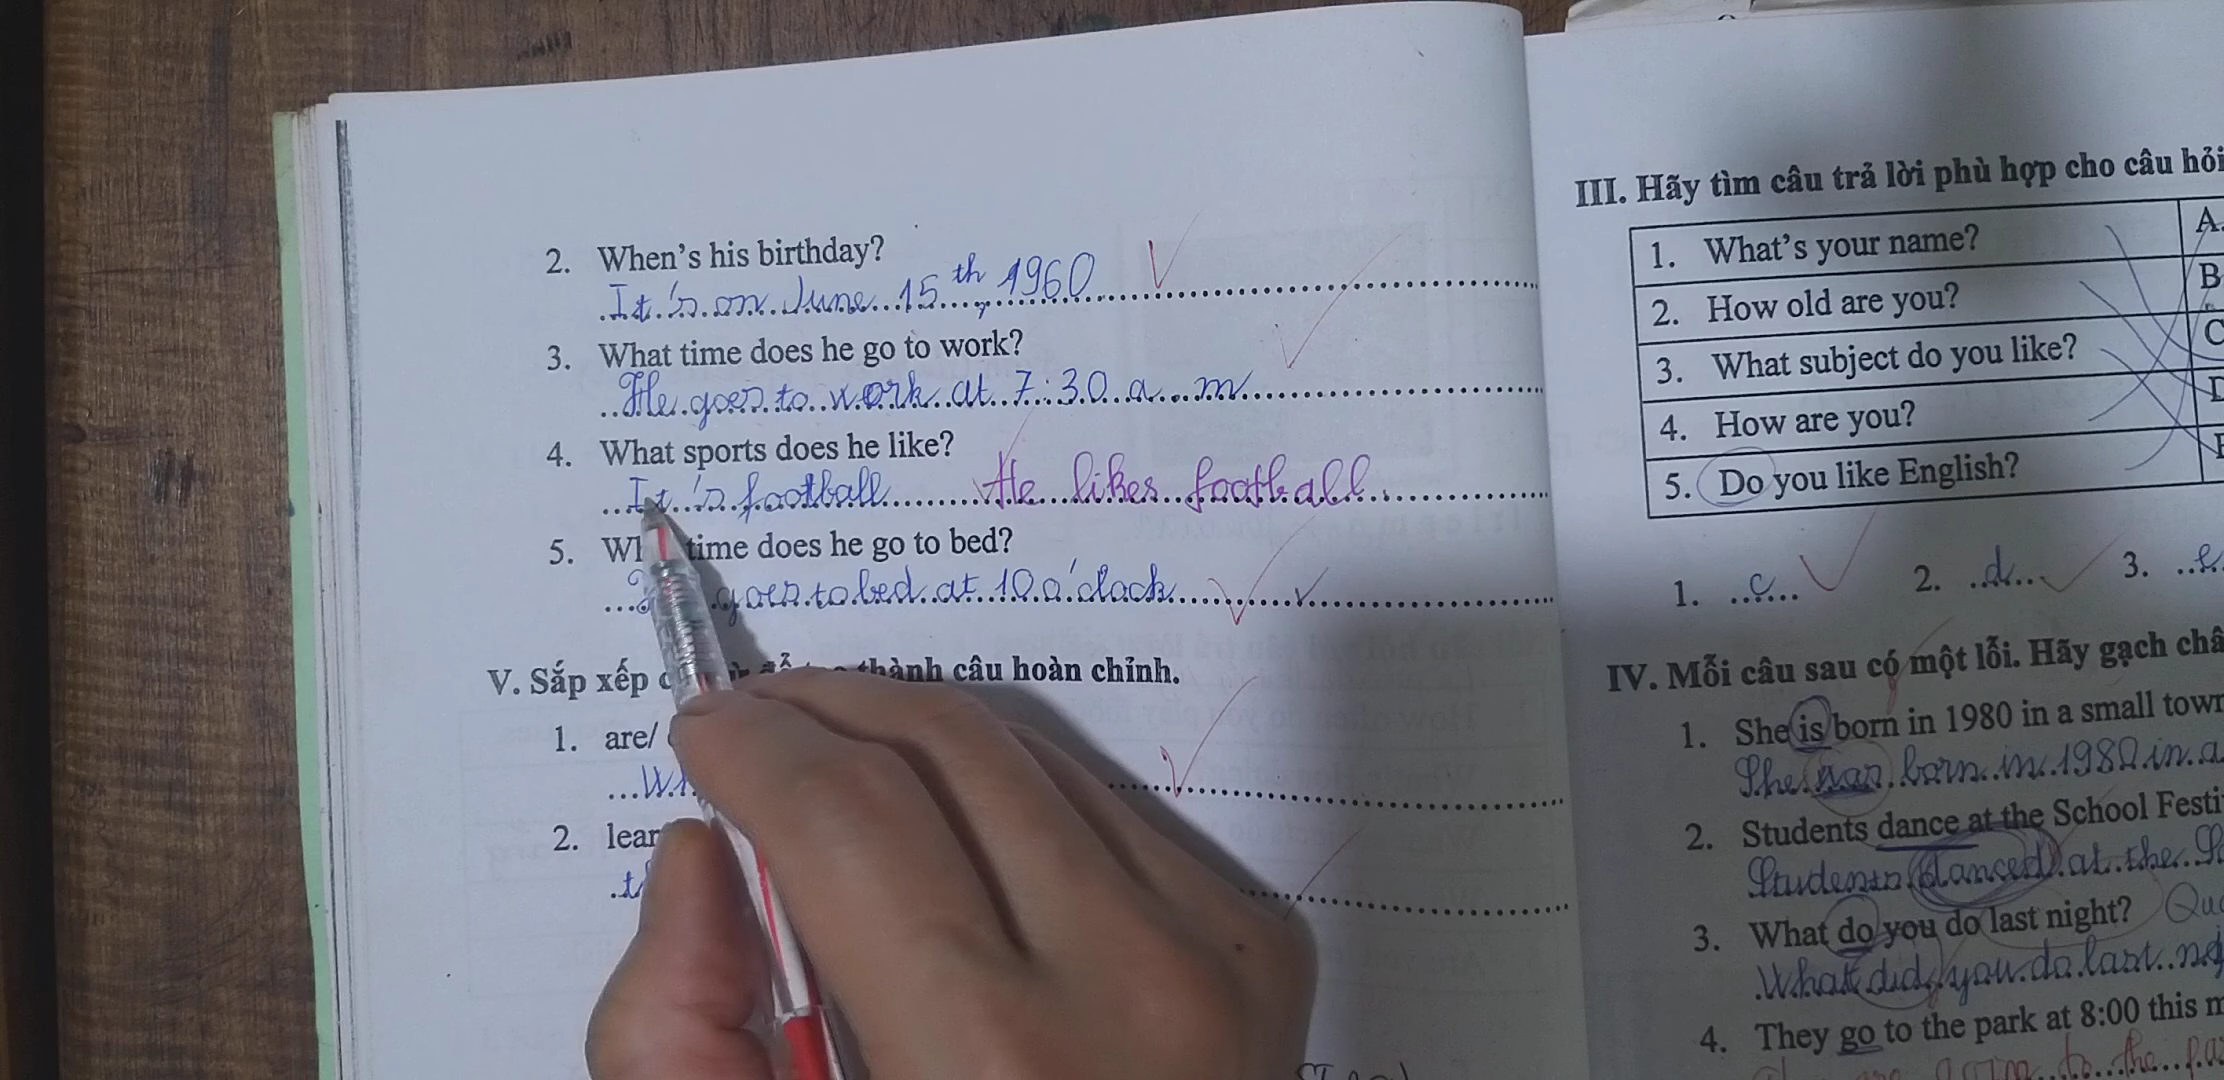 2. When's his birthday?
It's on June 15th, 1960
3. What time does he go to work?
He goes to work at 7:30 a.m.
4. What sports does he like?
It's football He likes football.
5. time does he go to bed?
goes to bed at 10 o'clock
V. Sắp xếp thành câu hoàn chỉnh.
1. are/
2.
III. Hãy tìm câu trả lời phù hợp cho câu hỏi
1. What's your name? A.
2. How old are you? B
3. What subject do you like? C
4. How are you?
5. Do you like English?
1. c 2. d 3. e
IV. Mỗi câu sau có một lỗi. Hãy gạch
1. She is born in 1980 in a small
She was born in 1980 in a
2. Students dance at the School
Students danced at the
3. What do you do last night?
What did you do last
4. They go to the park at 8:00 this
to the